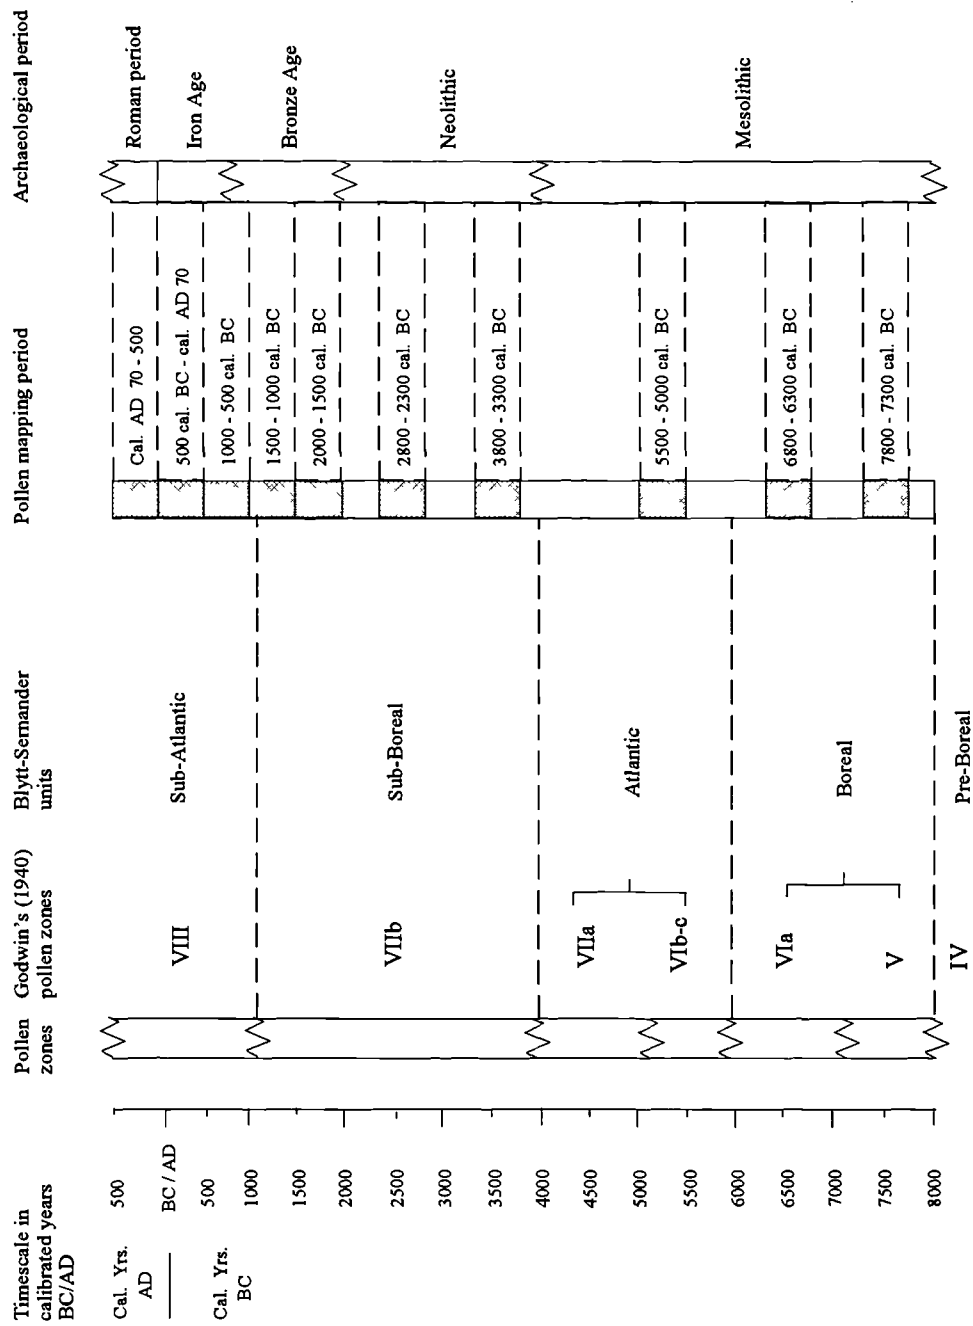 Timescale in
calibrated years
BC/AD
Pollen
zones
Godwin's (1940)
pollen zones
Blytt-Sernander
units
Pollen mapping period
Archaeological period
Cal. Yrs.
AD
Cal. Yrs.
BC
500
BC / AD
500
1000
1500
2000
2500
3000
3500
4000
4500
5000
5500
6000
6500
7000
7500
8000
VIII
VIIb
VIIa
VIb-c
VIa
V
IV
Sub-Atlantic
Sub-Boreal
Atlantic
Boreal
Pre-Boreal
Cal. AD 70 - 500
500 cal. BC - cal. AD 70
1000 - 500 cal. BC
1500 - 1000 cal. BC
2000 - 1500 cal. BC
2800 - 2300 cal. BC
3800 - 3300 cal. BC
5500 - 5000 cal. BC
6800 - 6300 cal. BC
7800 - 7300 cal. BC
Roman period
Iron Age
Bronze Age
Neolithic
Mesolithic